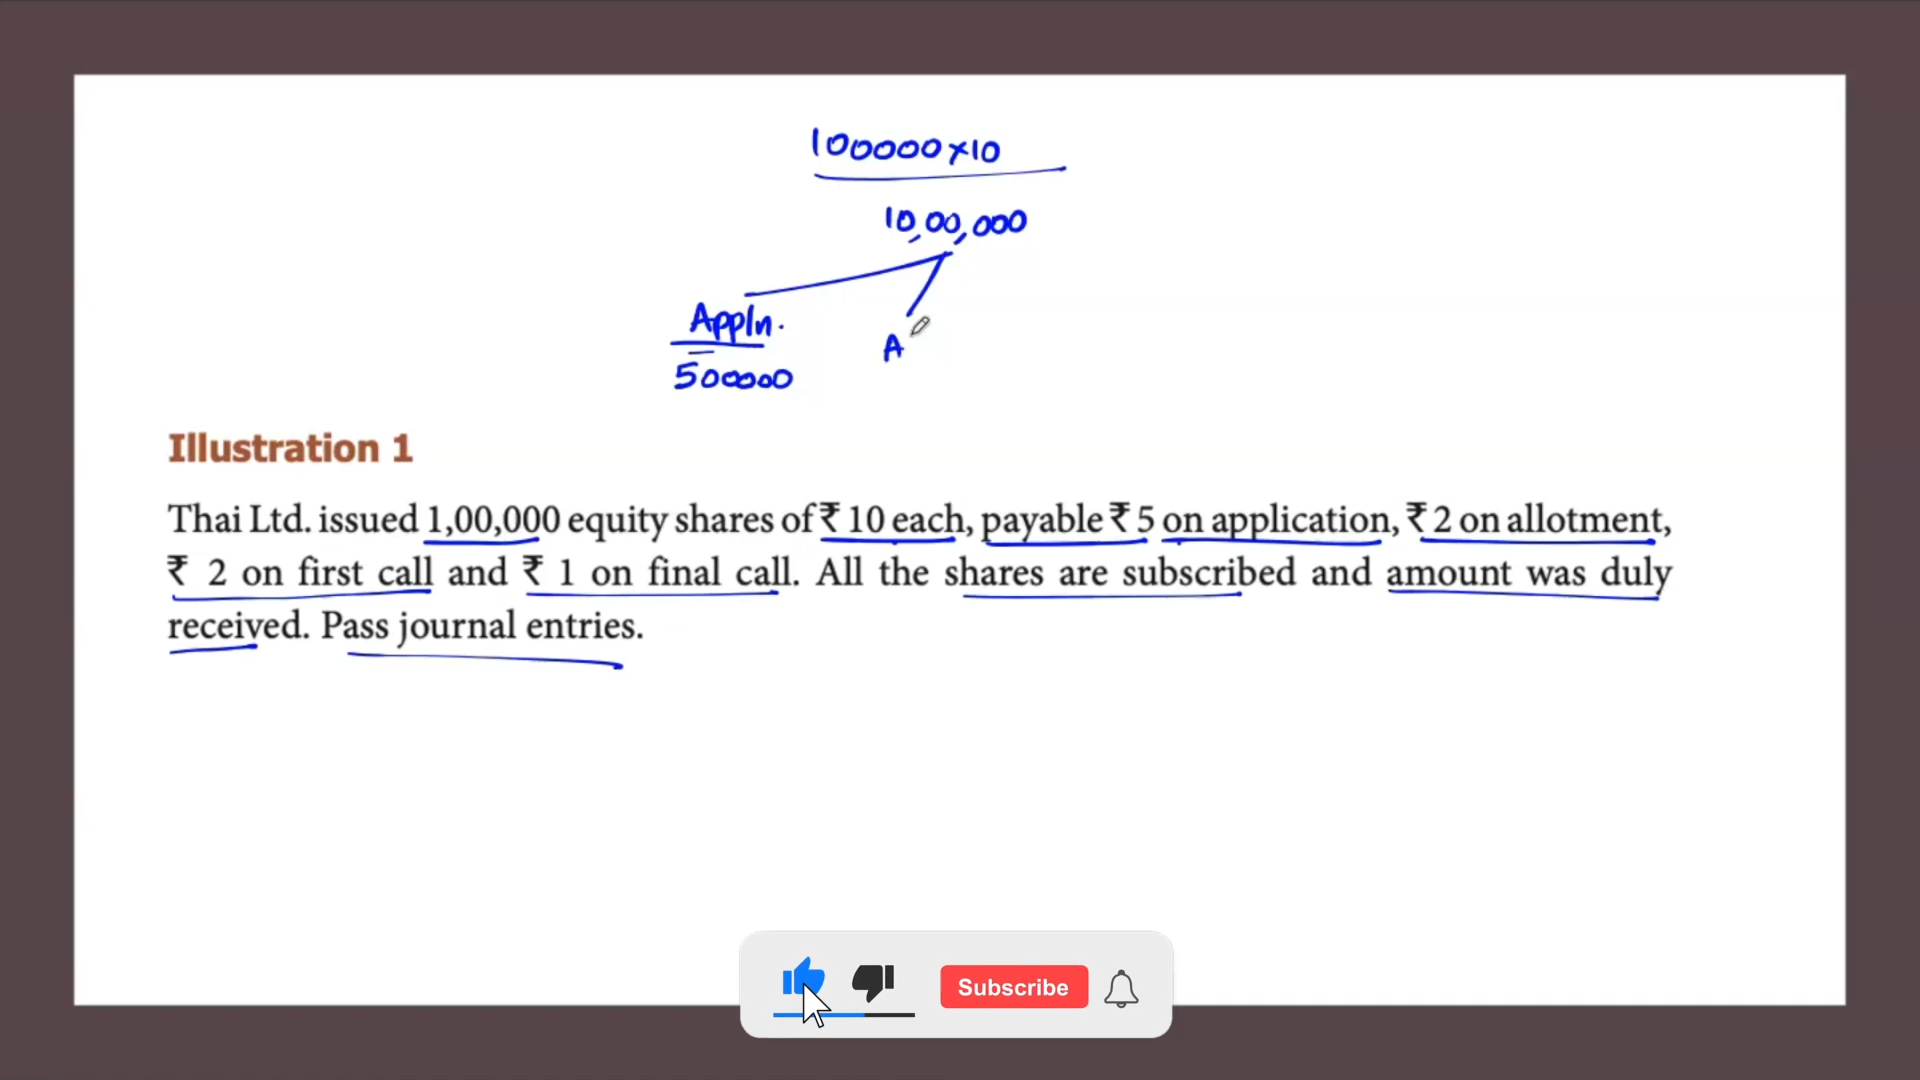 100000×10
10,00,000
Appln.
A
500000
Illustration 1
Thai Ltd. issued 1,00,000 equity shares of ₹ 10 each, payable ₹ 5 on application, ₹ 2 on allotment,
₹ 2 on first call and ₹ 1 on final call. All the shares are subscribed and amount was duly
received. Pass journal entries.
Subscribe